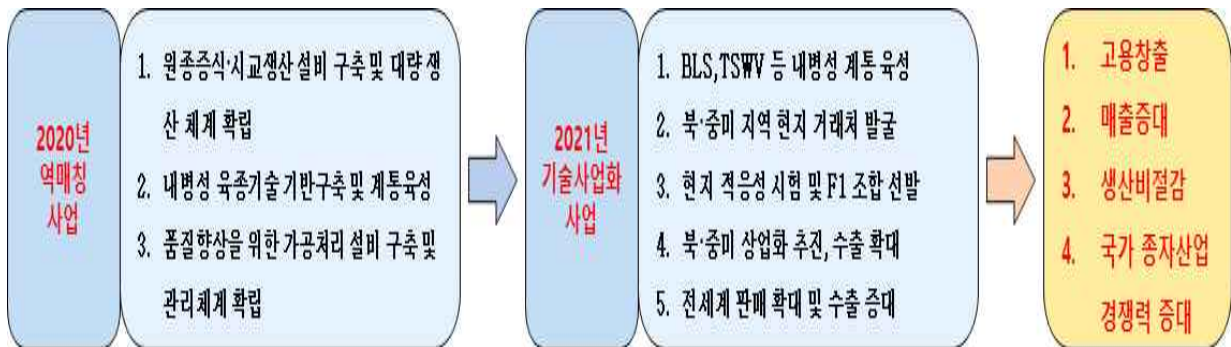 2020년
역매칭
사업
1. 원종증식·시교생산 설비 구축 및 대량 생
산 체계 확립
2. 내병성 육종기술 기반구축 및 계통육성
3. 품질향상을 위한 가공처리 설비 구축 및
관리체계 확립
2021년
기술사업화
사업
1. BLS,TSWV 등 내병성 계통 육성
2. 북·중미 지역 현지 거래처 발굴
3. 현지 적응성 시험 및 F1 조합 선발
4. 북·중미 상업화 추진, 수출 확대
5. 전세계 판매 확대 및 수출 증대
1. 고용창출
2. 매출증대
3. 생산비절감
4. 국가 종자산업
경쟁력 증대